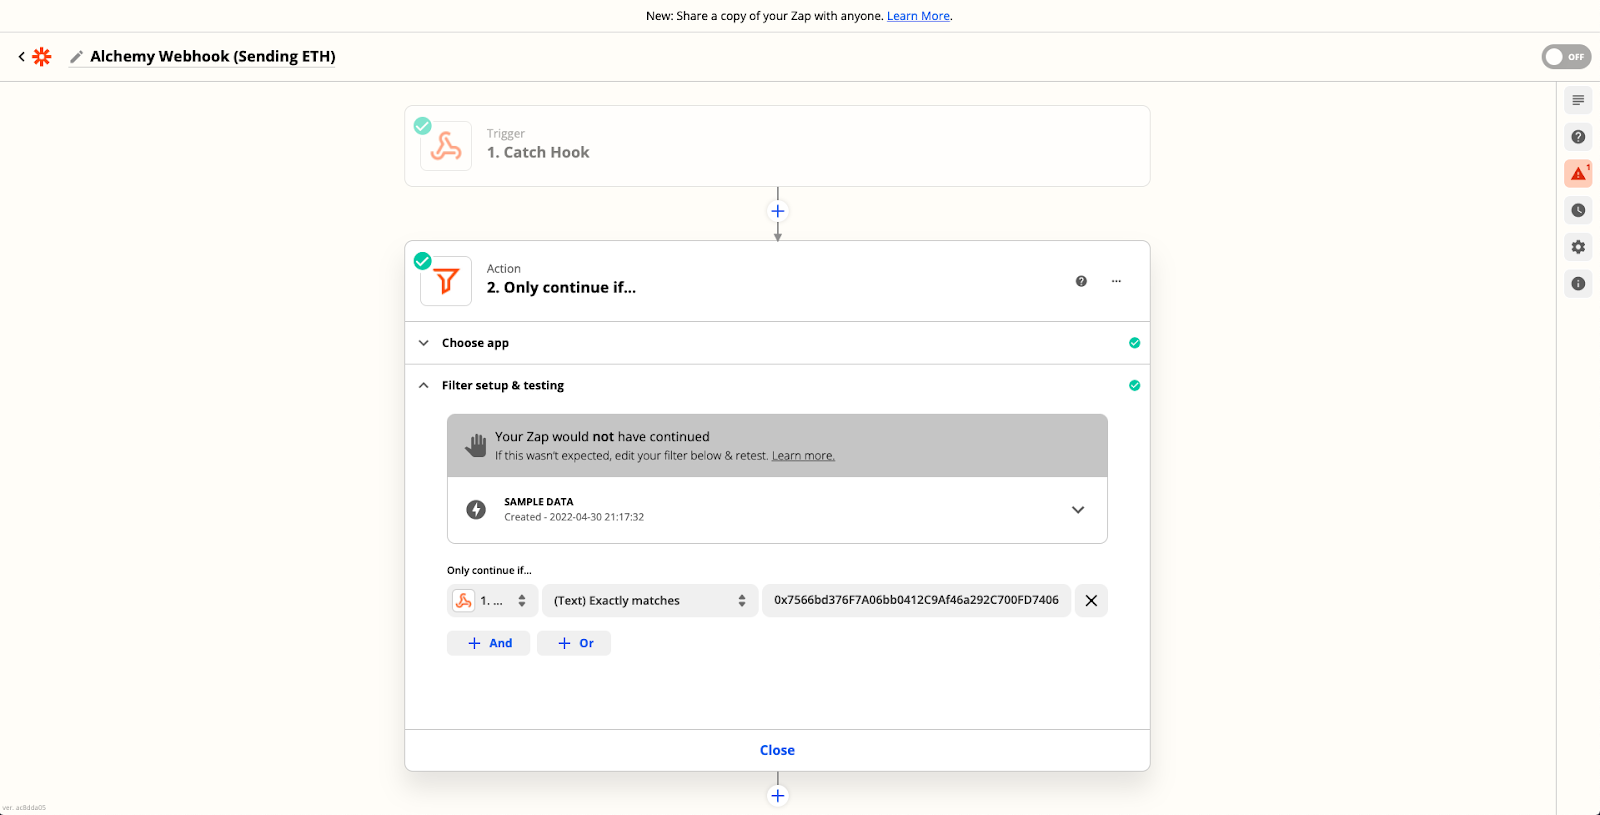 New: Share a copy of your Zap with anyone. Learn More.
Alchemy Webhook (Sending ETH)
OFF
Trigger
1. Catch Hook
1
Action
2. Only continue if...
...
Choose app
Filter setup & testing
Your Zap would not have continued
If this wasn't expected, edit your filter below & retest. Learn more.
SAMPLE DATA
Created - 2022-04-30 21:17:32
Only continue if...
1. ... (Text) Exactly matches 0x7566bd376F7A06bb0412C9Af46a292C700FD7406
And Or
Close
ver. ac8dda05